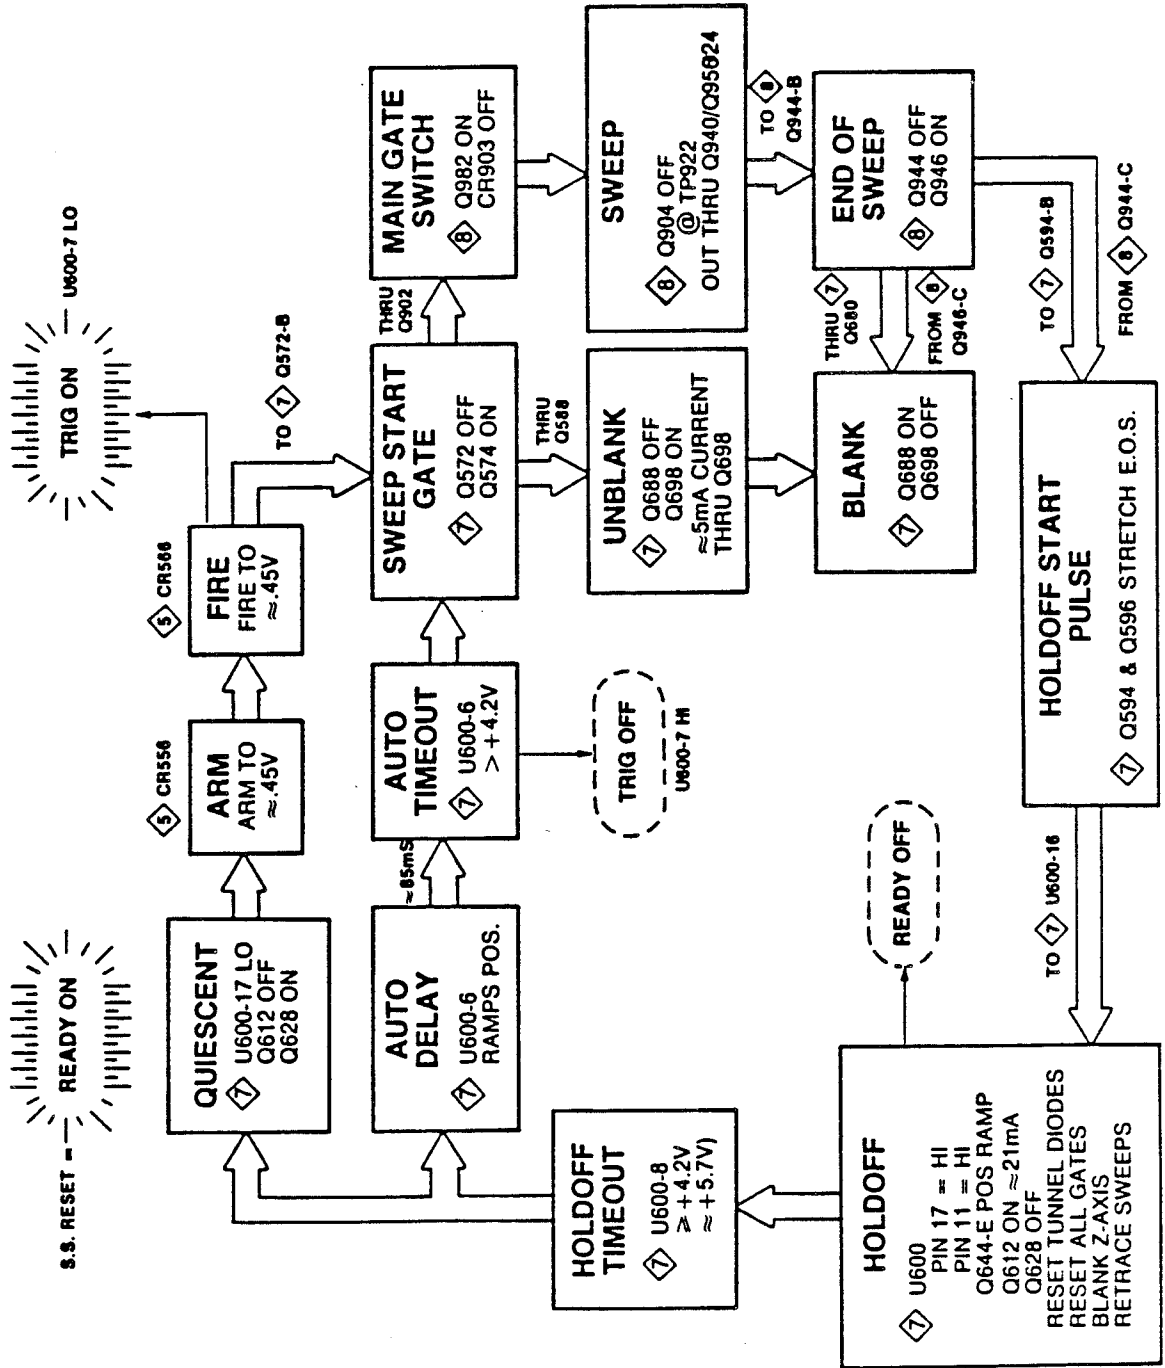 S.S. RESET =
READY ON
TRIG ON
U600-7 LO
QUIESCENT
7 U600-17 LO
Q612 OFF
Q628 ON
5 CR556
ARM
ARM TO
≈.45V
5 CR566
FIRE
FIRE TO
≈.45V
TO 7 Q572-B
HOLDOFF
TIMEOUT
7 U600-8
⩾ +4.2V
≈ +5.7V)
AUTO
DELAY
7 U600-6
RAMPS POS.
≈85mS
AUTO
TIMEOUT
7 U600-6
> +4.2V
TRIG OFF
U600-7 HI
SWEEP START
GATE
7 Q572 OFF
Q574 ON
THRU
Q902
MAIN GATE
SWITCH
8 Q982 ON
CR903 OFF
THRU
Q588
UNBLANK
7 Q688 OFF
Q698 ON
≈5mA CURRENT
THRU Q698
SWEEP
8 Q904 OFF
@ TP922
OUT THRU Q940/Q95824
TO 8
Q944-B
BLANK
7 Q688 ON
Q698 OFF
THRU 7
Q680
FROM 8
Q946-C
END OF
SWEEP
8 Q944 OFF
Q946 ON
HOLDOFF
7 U600
PIN 17 = HI
PIN 11 = HI
Q644-E POS RAMP
Q612 ON ≈21mA
Q628 OFF
RESET TUNNEL DIODES
RESET ALL GATES
BLANK Z-AXIS
RETRACE SWEEPS
READY OFF
TO 7 U600-16
HOLDOFF START
PULSE
7 Q594 & Q596 STRETCH E.O.S.
TO 7 Q594-B
FROM 8 Q944-C